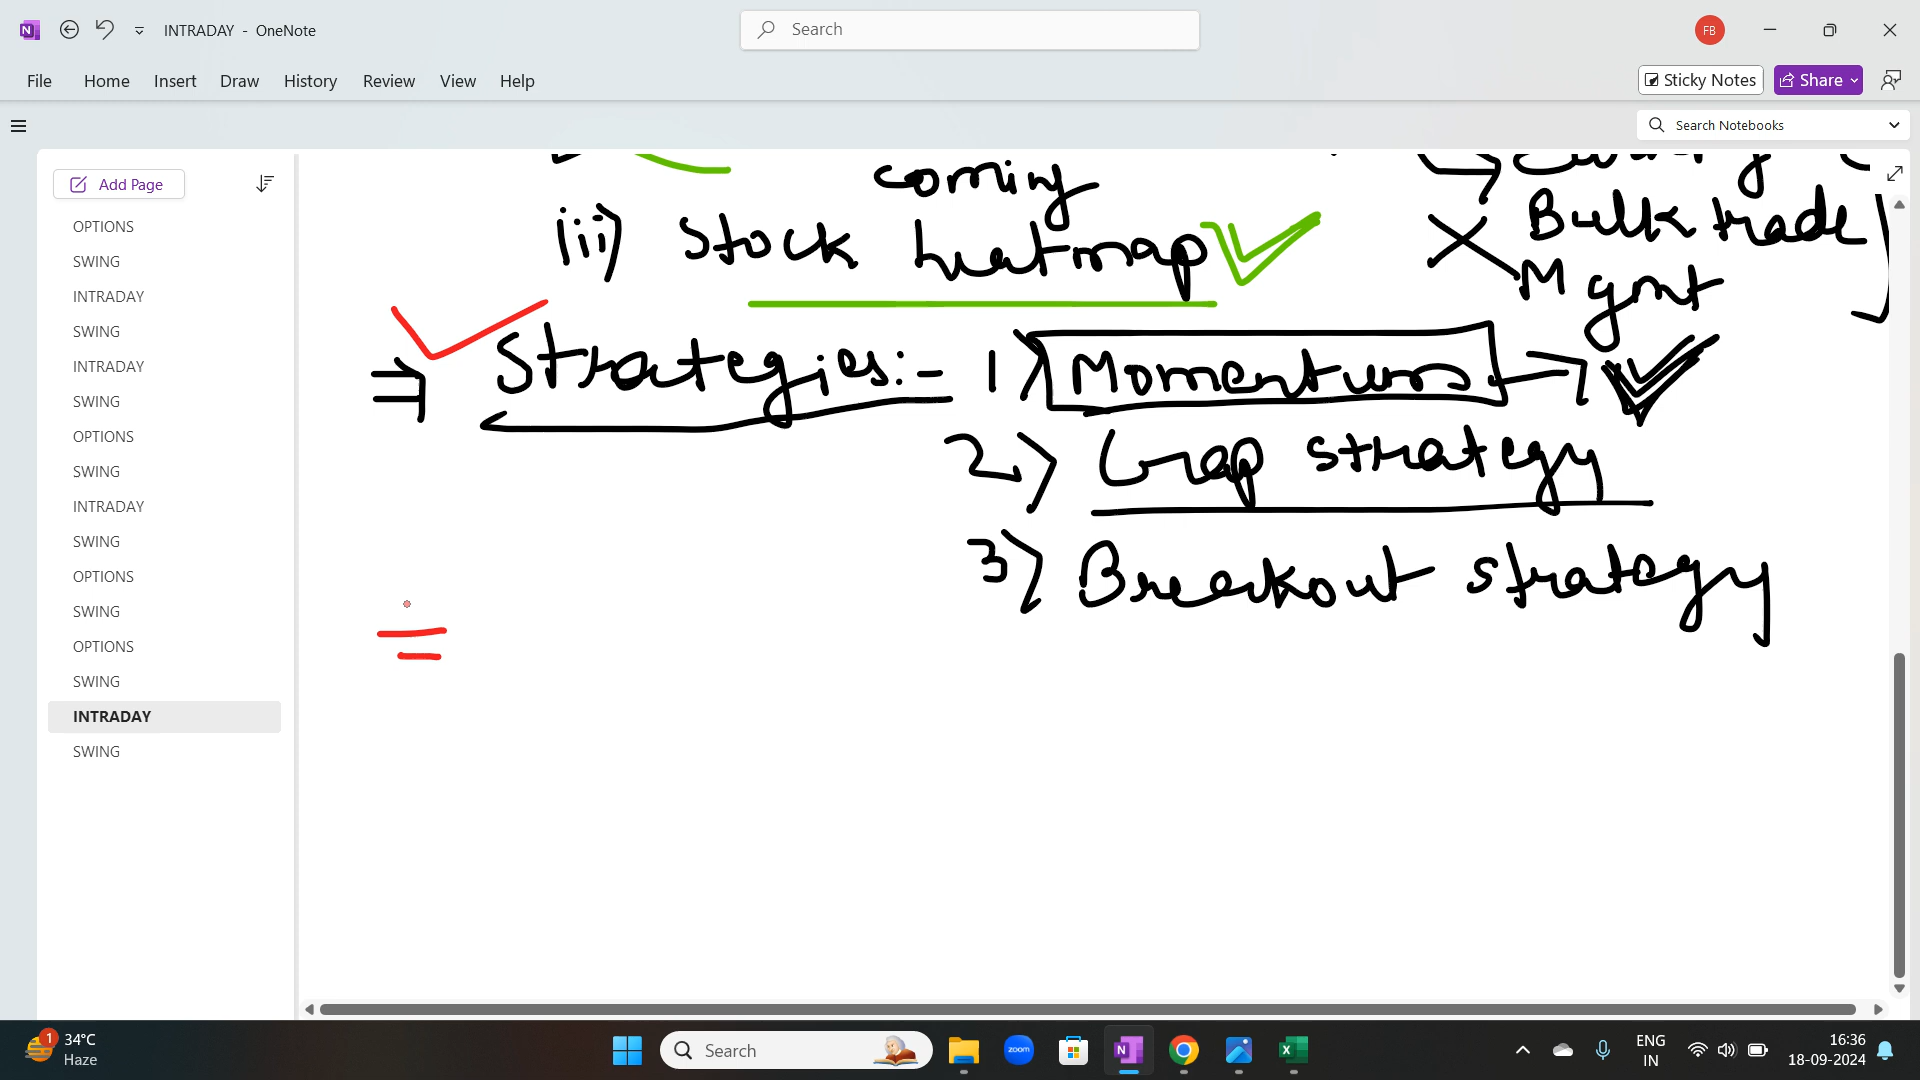 INTRADAY - OneNote
Search
FB
File Home Insert Draw History Review View Help
Sticky Notes
Share
Search Notebooks
Add Page
OPTIONS
SWING
INTRADAY
SWING
INTRADAY
SWING
OPTIONS
SWING
INTRADAY
SWING
OPTIONS
SWING
OPTIONS
SWING
INTRADAY
SWING
coming
(iii) Stock heatmap
Bulk trade
Mgmt
⇒ Strategies:- 1) Momentum
2) Gap strategy
3) Breakout strategy
1
34°C
Haze
Search
zoom
ENG
IN
16:36
18-09-2024